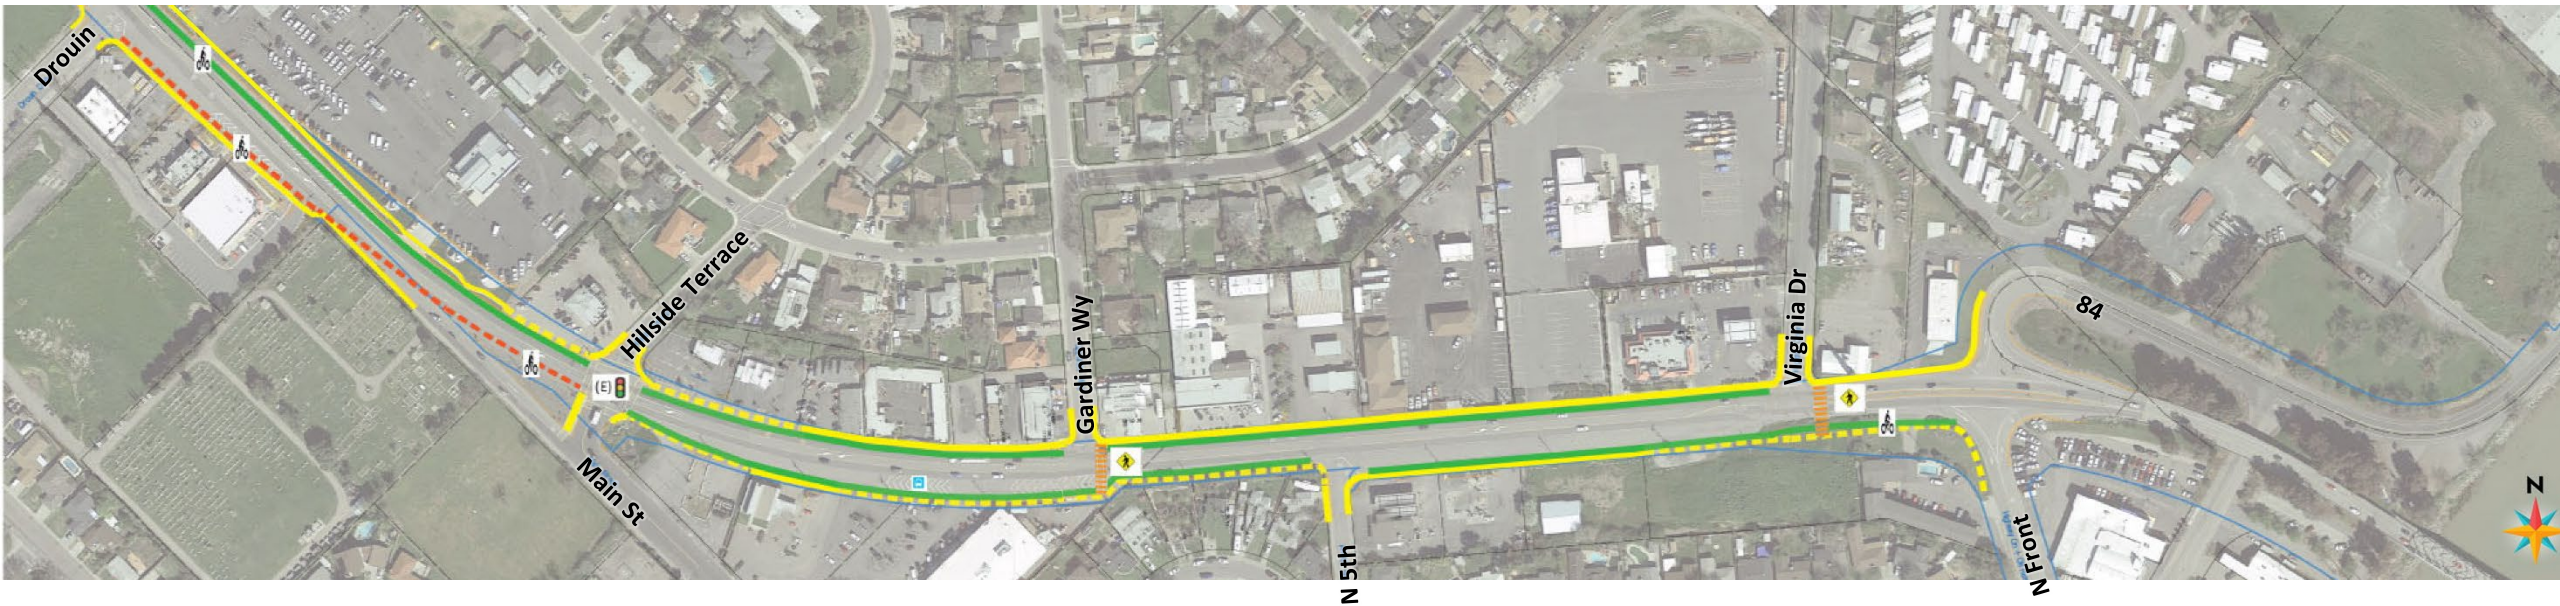 Drouin
Hillside Terrace
(E)
Main St
Gardiner Wy
N 5th
Virginia Dr
84
N Front
N